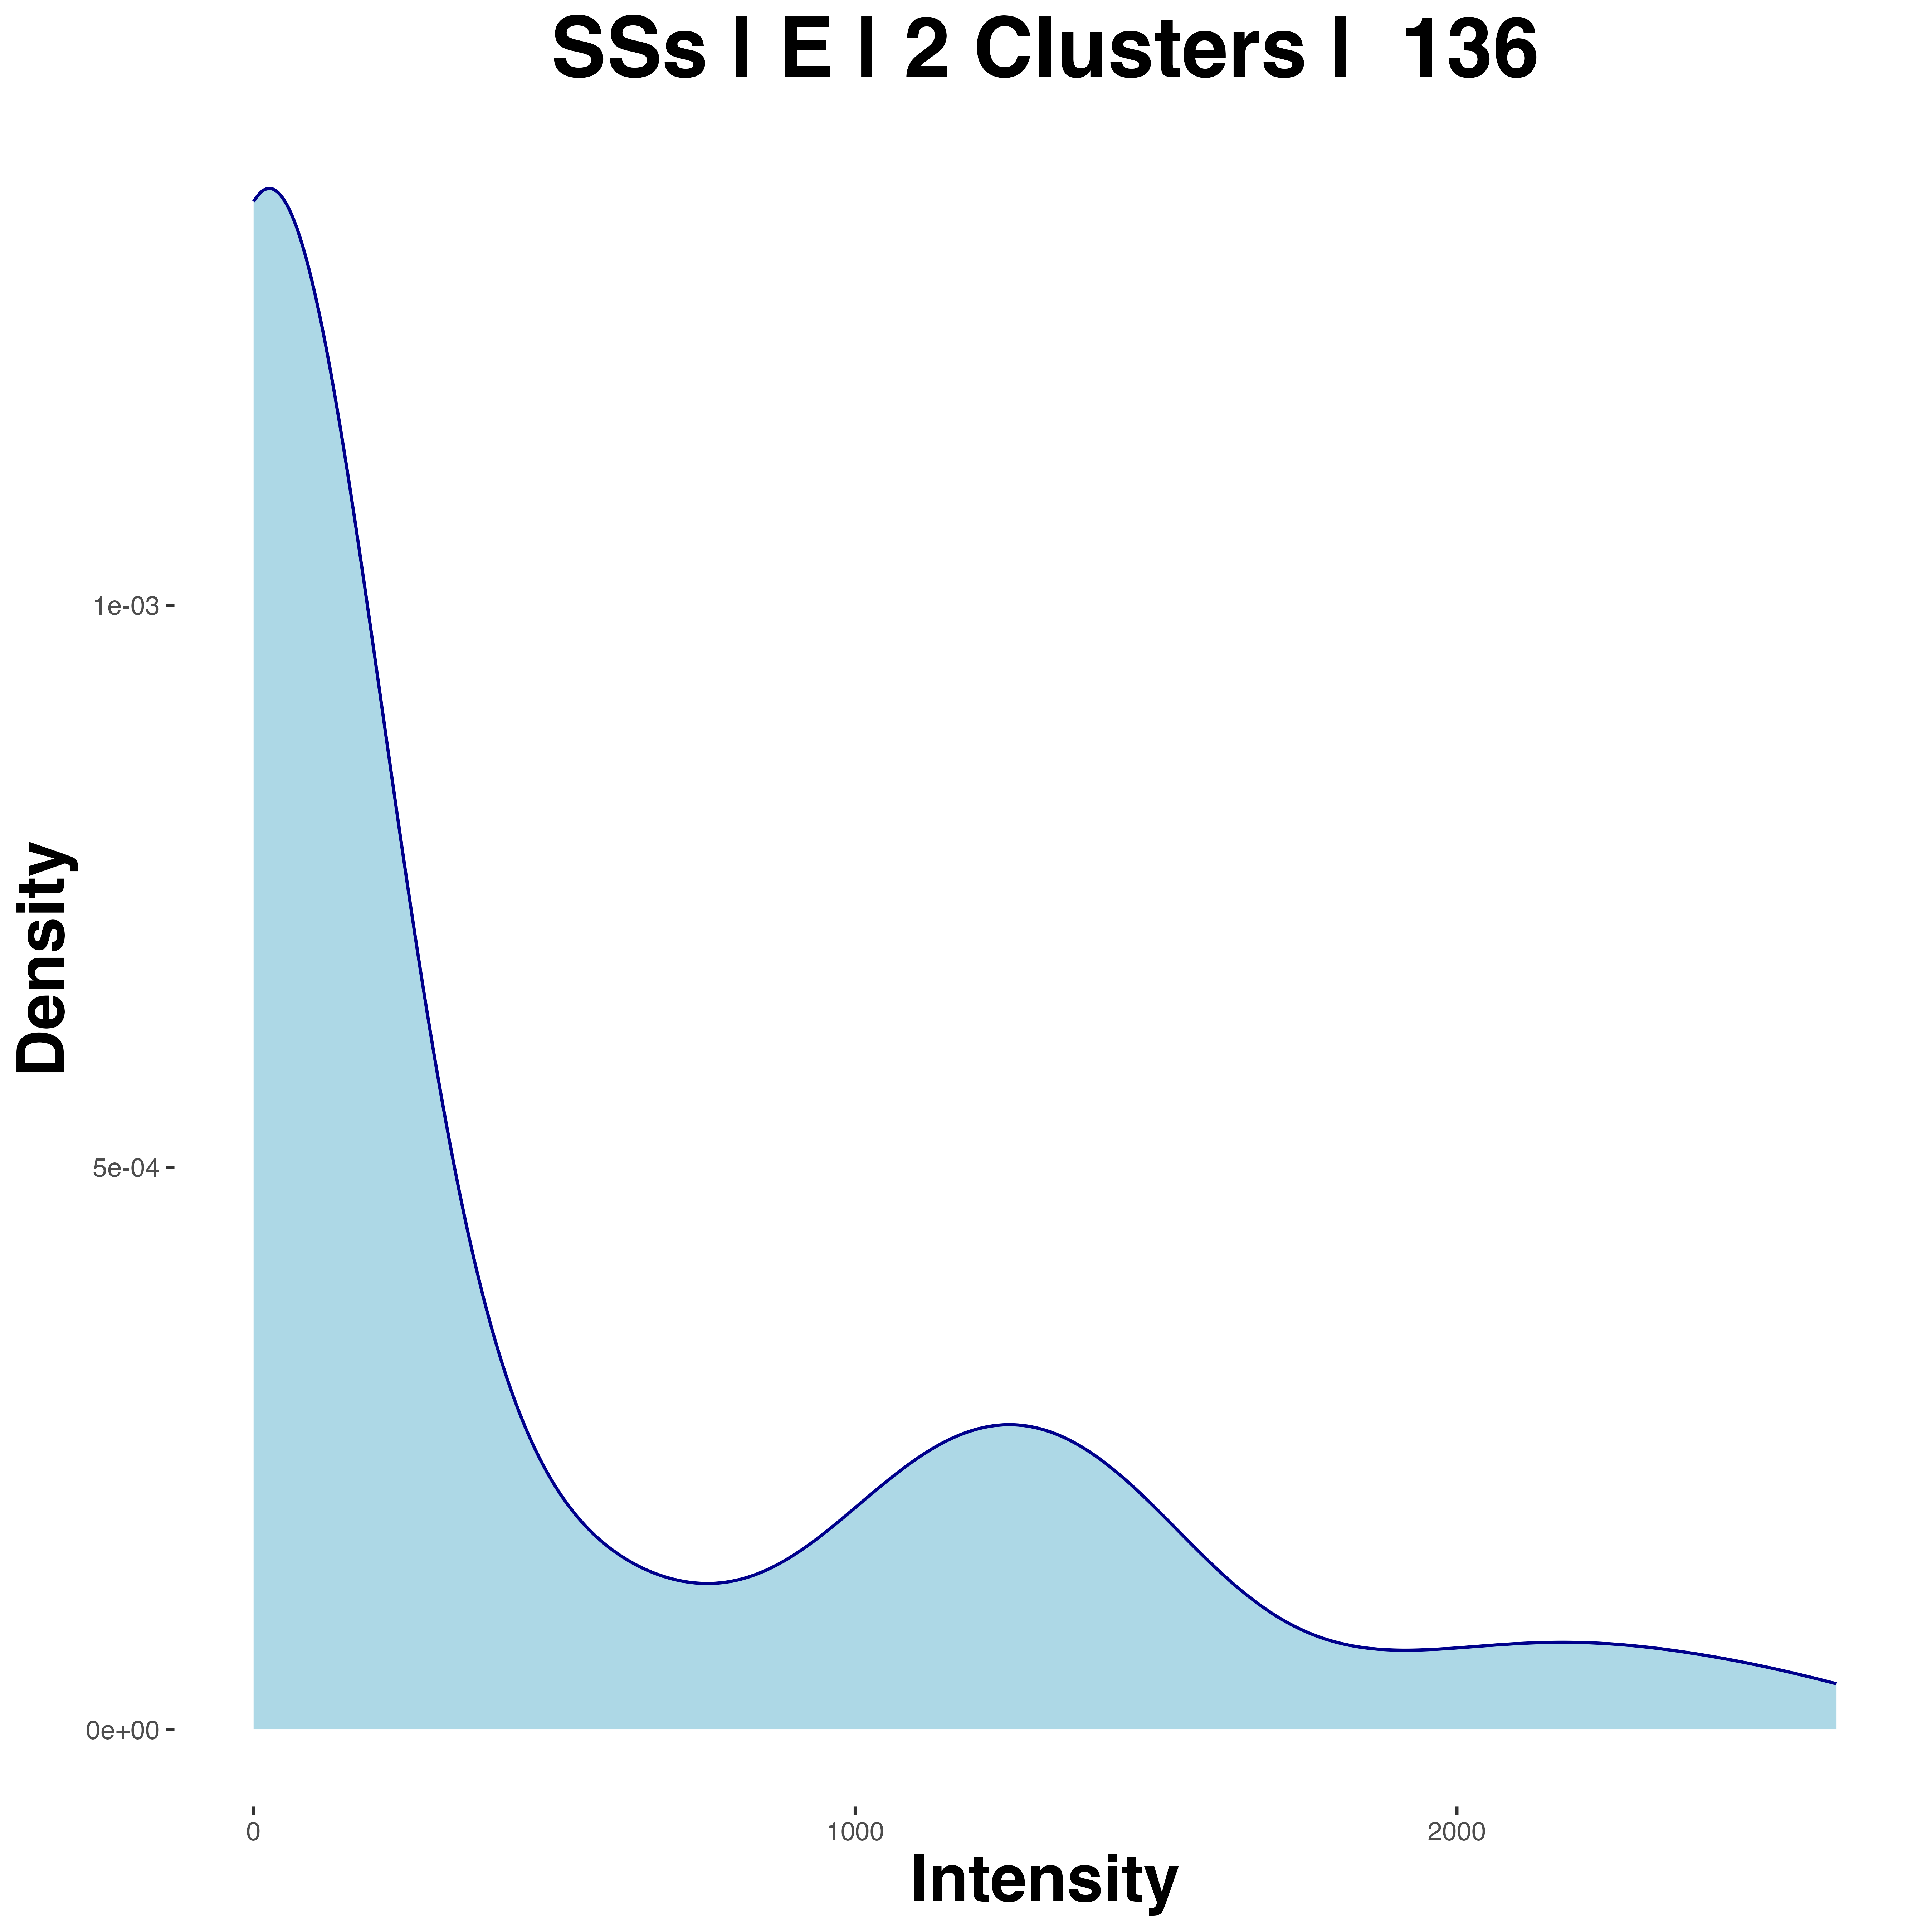 SSs | E | 2 Clusters | 136
Density
1e-03
5e-04
0e+00
0 1000 2000
Intensity